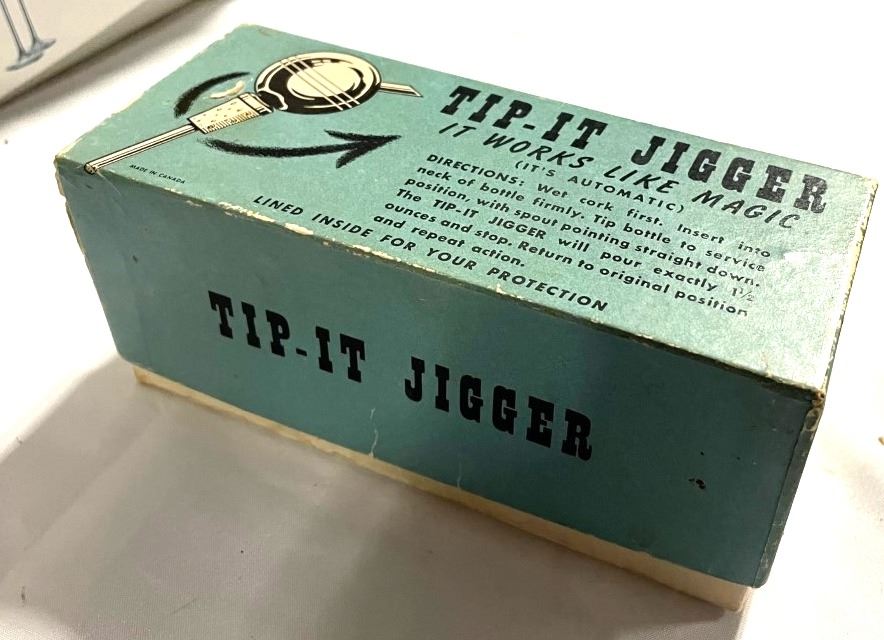 TIP-IT JIGGER
IT WORKS LIKE MAGIC
(IT'S AUTOMATIC)
DIRECTIONS: Wet cork first. Insert into
neck of bottle firmly. Tip bottle to service
position, with spout pointing straight down.
The TIP-IT JIGGER will pour exactly 1½
ounces and stop. Return to original position
and repeat action.
LINED INSIDE FOR YOUR PROTECTION
MADE IN CANADA
TIP-IT JIGGER